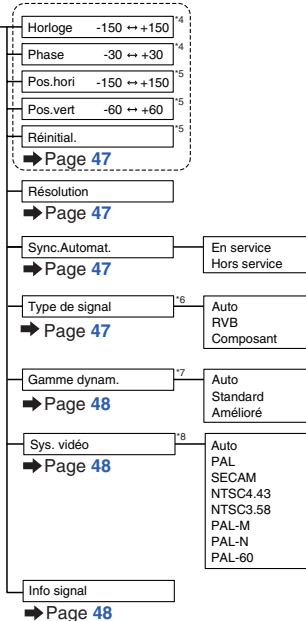 Horloge -150 ↔ +150 *4
Phase -30 ↔ +30 *4
Pos.hori -150 ↔ +150 *5
Pos.vert -60 ↔ +60 *5
Réinitial. *5
➡ Page 47
Résolution
➡ Page 47
Sync.Automat.
En service
Hors service
➡ Page 47
Type de signal *6
Auto
RVB
Composant
➡ Page 47
Gamme dynam. *7
Auto
Standard
Amélioré
➡ Page 48
Sys. vidéo *8
Auto
PAL
SECAM
NTSC4.43
NTSC3.58
PAL-M
PAL-N
PAL-60
➡ Page 48
Info signal
➡ Page 48